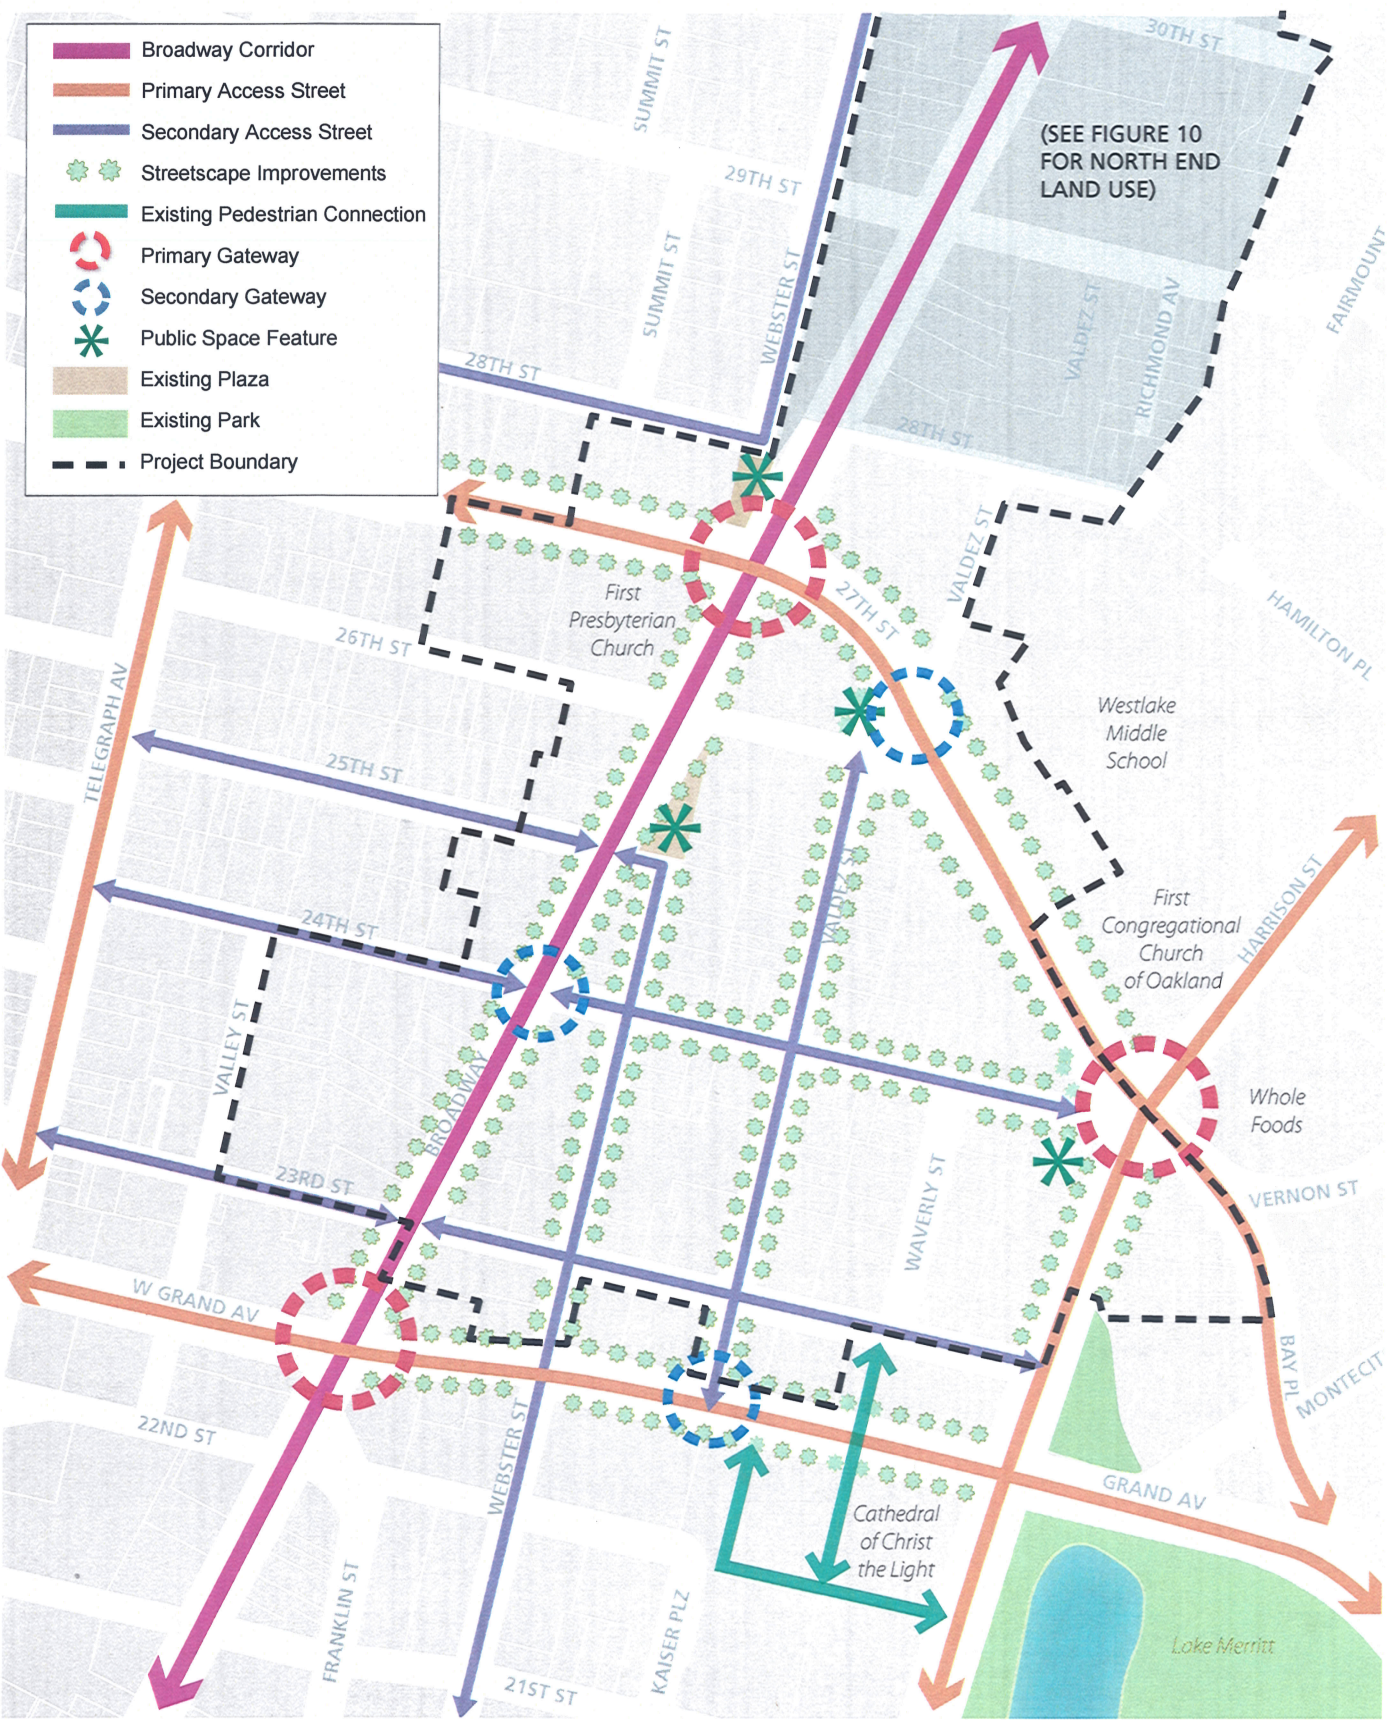 Broadway Corridor
Primary Access Street
Secondary Access Street
Streetscape Improvements
Existing Pedestrian Connection
Primary Gateway
Secondary Gateway
Public Space Feature
Existing Plaza
Existing Park
Project Boundary
30TH ST
SUMMIT ST
(SEE FIGURE 10
FOR NORTH END
LAND USE)
29TH ST
SUMMIT ST
WEBSTER ST
FAIRMOUNT
VALDEZ ST
RICHMOND AV
28TH ST
28TH ST
VALDEZ ST
27TH ST
First
Presbyterian
Church
HAMILTON PL
26TH ST
TELEGRAPH AV
Westlake
Middle
School
25TH ST
VALDEZ ST
HARRISON ST
First
Congregational
Church
of Oakland
24TH ST
VALLEY ST
BROADWAY
Whole
Foods
23RD ST
WAVERLY ST
VERNON ST
W GRAND AV
BAY PL
MONTECIT
22ND ST
WEBSTER ST
GRAND AV
Cathedral
of Christ
the Light
FRANKLIN ST
KAISER PLZ
Lake Merritt
21ST ST